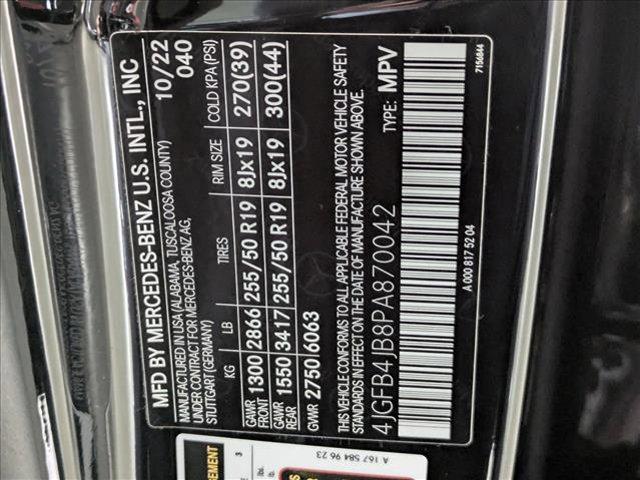 MFD BY MERCEDES-BENZ U.S. INTL., INC
MANUFACTURED IN USA (ALABAMA, TUSCALOOSA COUNTY)
UNDER CONTRACT FOR MERCEDES-BENZ AG,
STUTTGART (GERMANY)
10/22
040
KG LB TIRES RIM SIZE COLD KPA (PSI)
GAWR FRONT 1300 2866 255/50 R19 8Jx19 270(39)
GAWR REAR 1550 3417 255/50 R19 8Jx19 300(44)
GVWR 2750 6063
THIS VEHICLE CONFORMS TO ALL APPLICABLE FEDERAL MOTOR VEHICLE SAFETY
STANDARDS IN EFFECT ON THE DATE OF MANUFACTURE SHOWN ABOVE.
4JGFB4JB8PA870042 TYPE: MPV
A 000 817 52 04
7156844
A 167 584 96 23